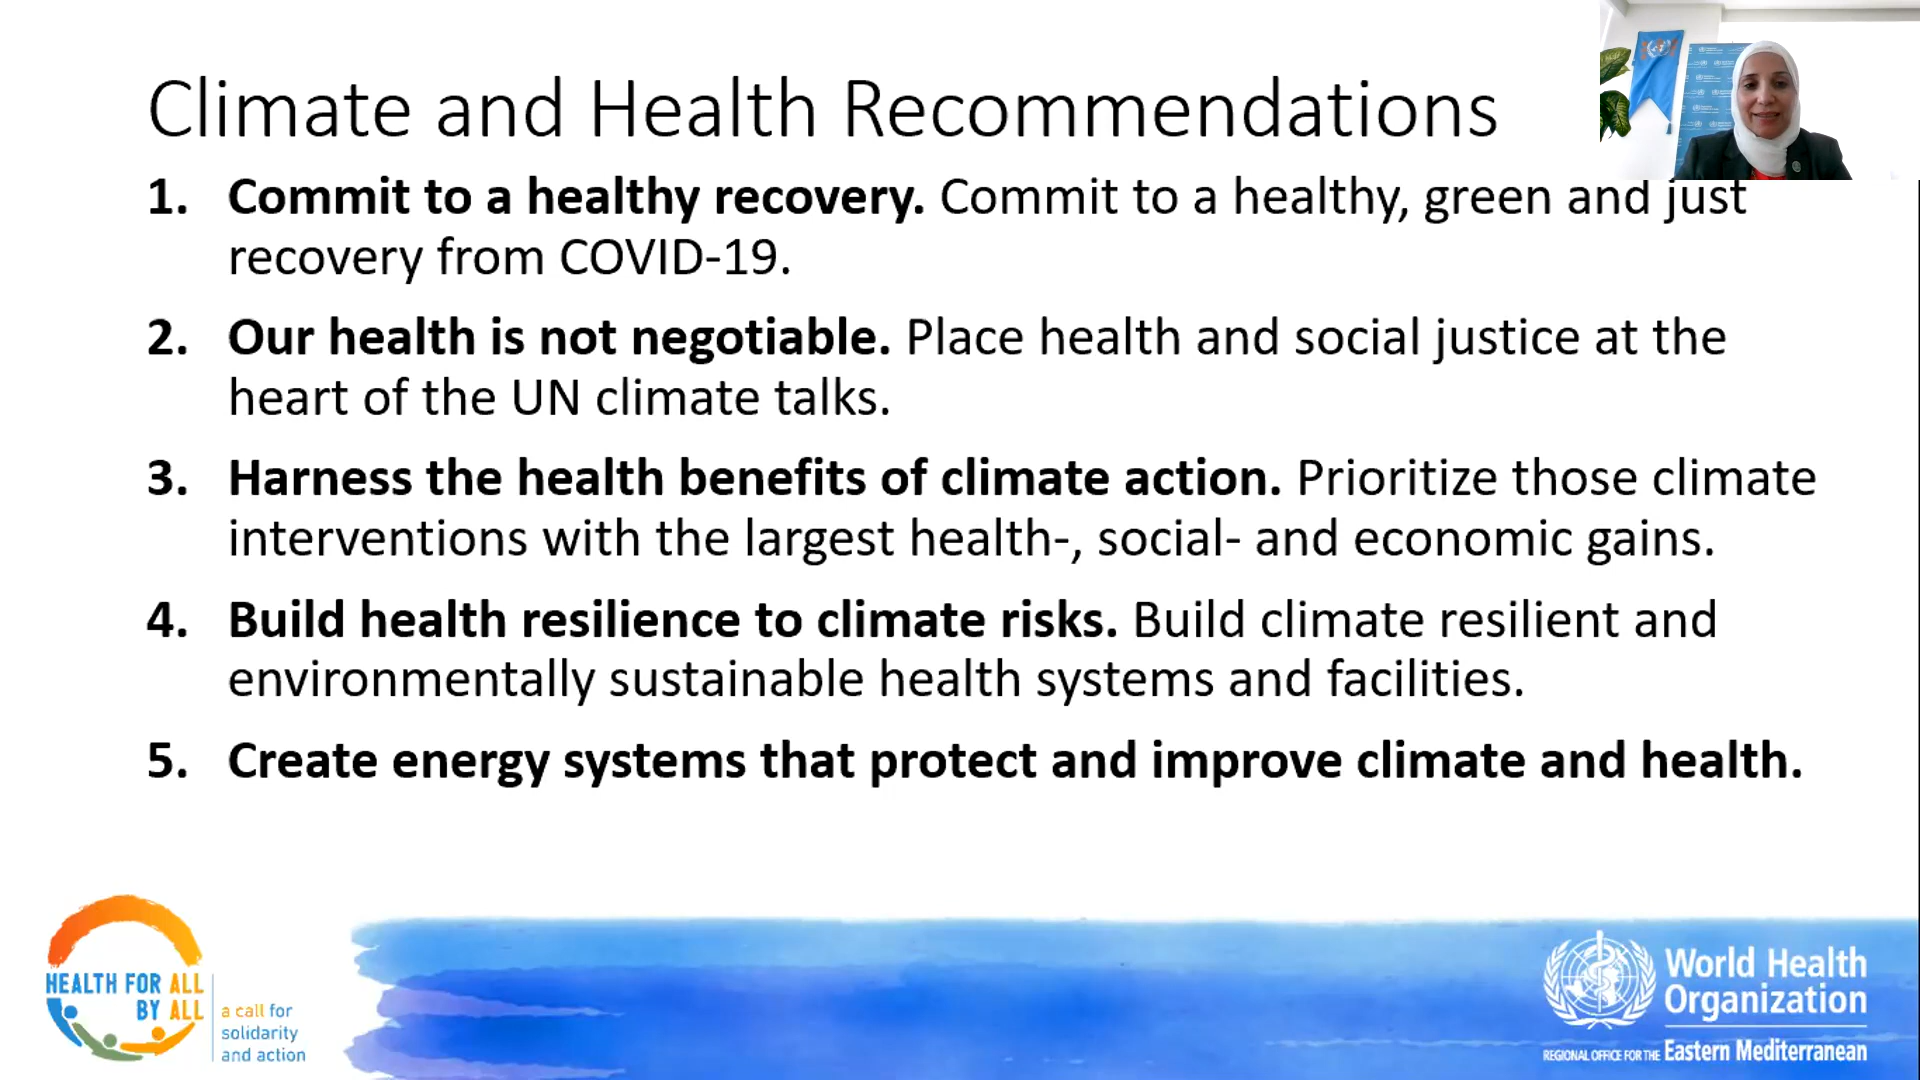 Climate and Health Recommendations
1. Commit to a healthy recovery. Commit to a healthy, green and just
recovery from COVID-19.
2. Our health is not negotiable. Place health and social justice at the
heart of the UN climate talks.
3. Harness the health benefits of climate action. Prioritize those climate
interventions with the largest health-, social- and economic gains.
4. Build health resilience to climate risks. Build climate resilient and
environmentally sustainable health systems and facilities.
5. Create energy systems that protect and improve climate and health.
HEALTH FOR ALL
BY ALL
a call for
solidarity
and action
World Health
Organization
REGIONAL OFFICE FOR THE Eastern Mediterranean